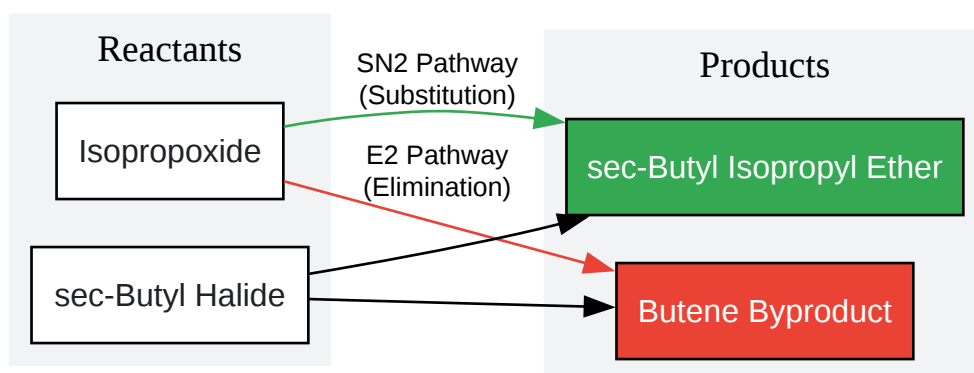 Reactants
Isopropoxide
sec-Butyl Halide
SN2 Pathway
(Substitution)
E2 Pathway
(Elimination)
Products
sec-Butyl Isopropyl Ether
Butene Byproduct